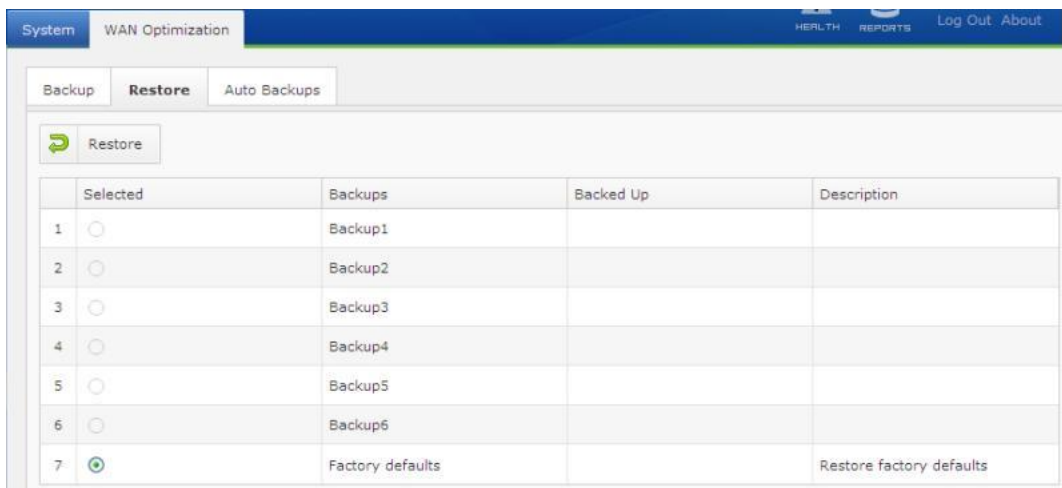 System WAN Optimization HEALTH REPORTS Log Out About
Backup Restore Auto Backups
Restore
Selected Backups Backed Up Description
1 Backup1
2 Backup2
3 Backup3
4 Backup4
5 Backup5
6 Backup6
7 Factory defaults Restore factory defaults